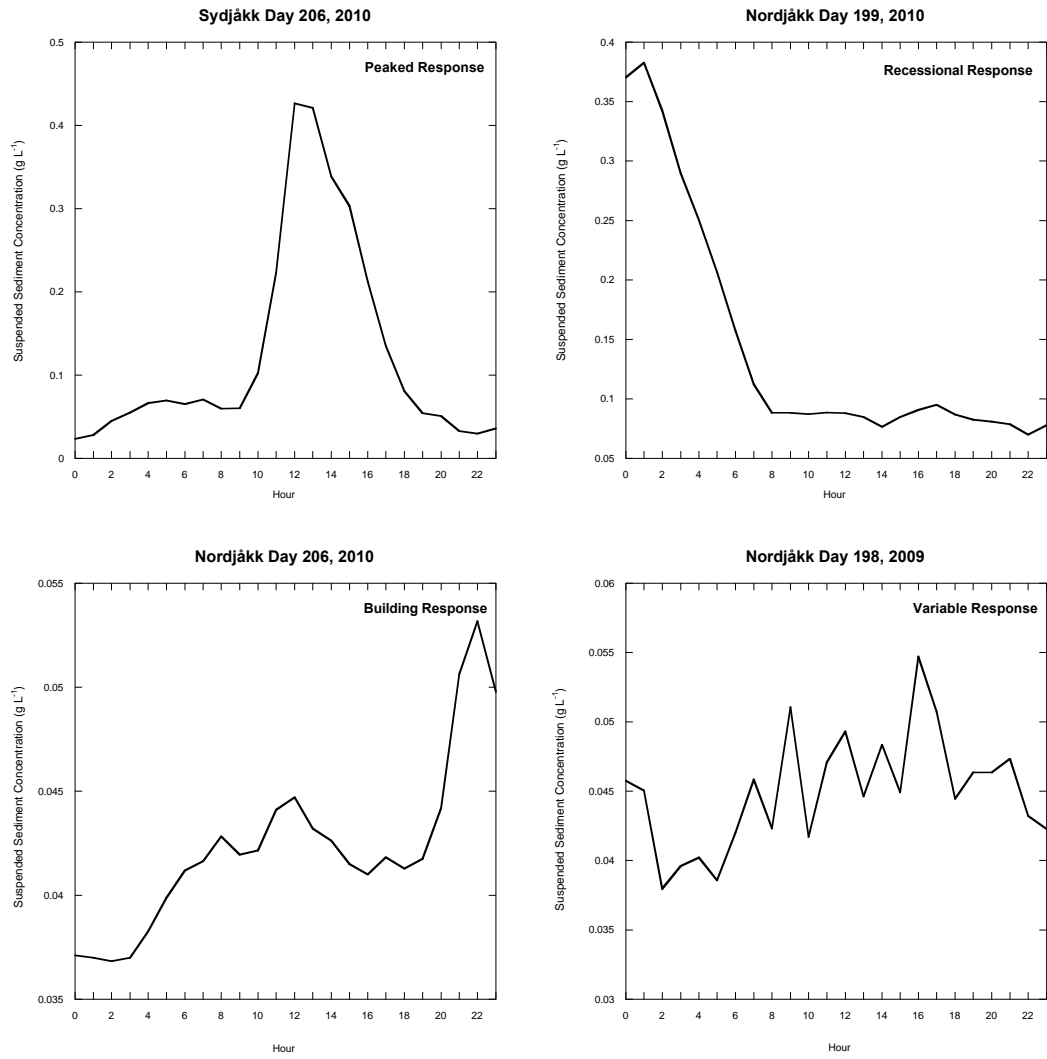 Sydjåkk Day 206, 2010
Peaked Response
Suspended Sediment Concentration (g L⁻¹)
0.5
0.4
0.3
0.2
0.1
0
0 2 4 6 8 10 12 14 16 18 20 22
Hour
Nordjåkk Day 199, 2010
Recessional Response
Suspended Sediment Concentration (g L⁻¹)
0.4
0.35
0.3
0.25
0.2
0.15
0.1
0.05
0 2 4 6 8 10 12 14 16 18 20 22
Hour
Nordjåkk Day 206, 2010
Building Response
Suspended Sediment Concentration (g L⁻¹)
0.055
0.05
0.045
0.04
0.035
0 2 4 6 8 10 12 14 16 18 20 22
Hour
Nordjåkk Day 198, 2009
Variable Response
Suspended Sediment Concentration (g L⁻¹)
0.06
0.055
0.05
0.045
0.04
0.035
0.03
0 2 4 6 8 10 12 14 16 18 20 22
Hour